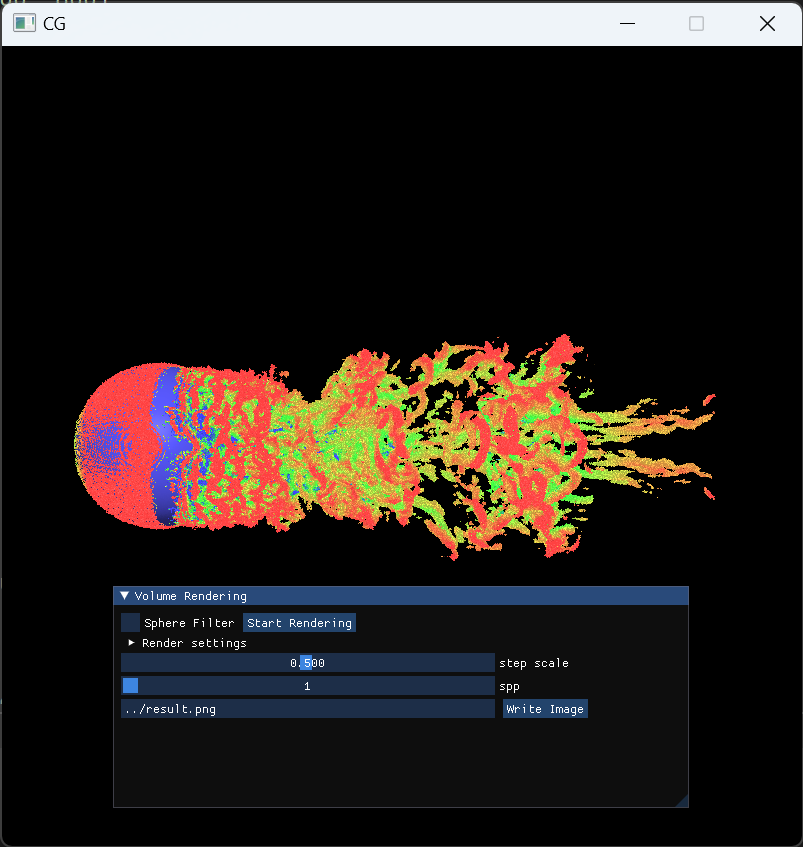 CG
Volume Rendering
Sphere Filter Start Rendering
Render settings
0.500 step scale
1 spp
../result.png Write Image